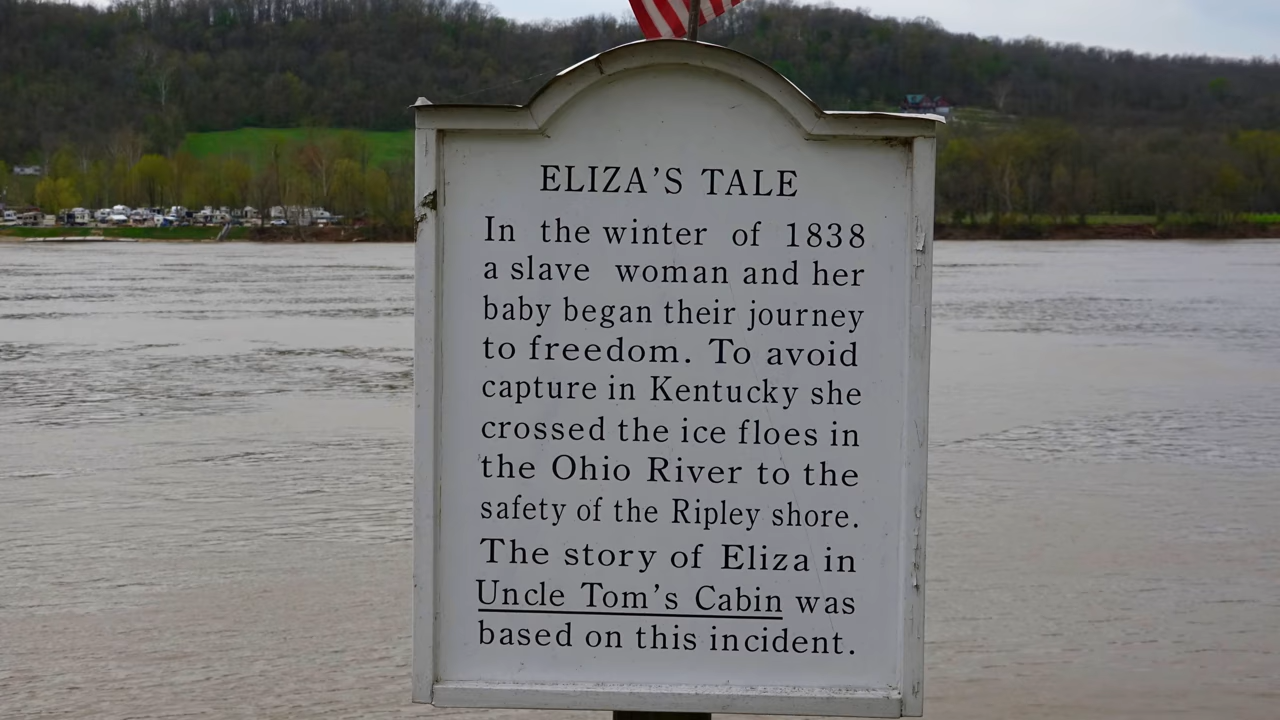 ELIZA'S TALE
In the winter of 1838
a slave woman and her
baby began their journey
to freedom. To avoid
capture in Kentucky she
crossed the ice floes in
the Ohio River to the
safety of the Ripley shore.
The story of Eliza in
Uncle Tom's Cabin was
based on this incident.